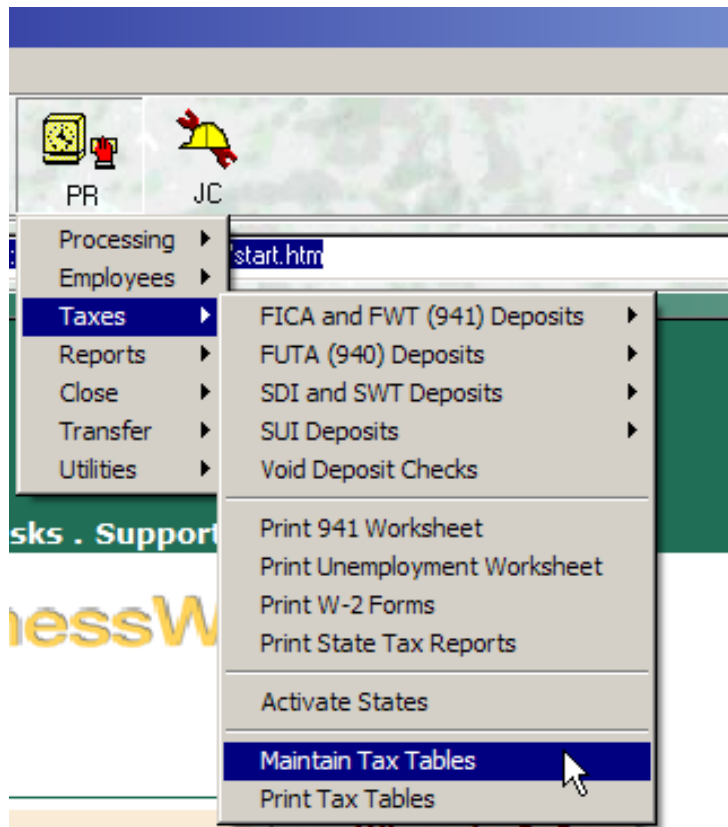 PR JC
Processing
start.htm
Employees
Taxes
Reports
Close
Transfer
Utilities
FICA and FWT (941) Deposits
FUTA (940) Deposits
SDI and SWT Deposits
SUI Deposits
Void Deposit Checks
Print 941 Worksheet
Print Unemployment Worksheet
Print W-2 Forms
Print State Tax Reports
Activate States
Maintain Tax Tables
Print Tax Tables
sks . Support
nessW